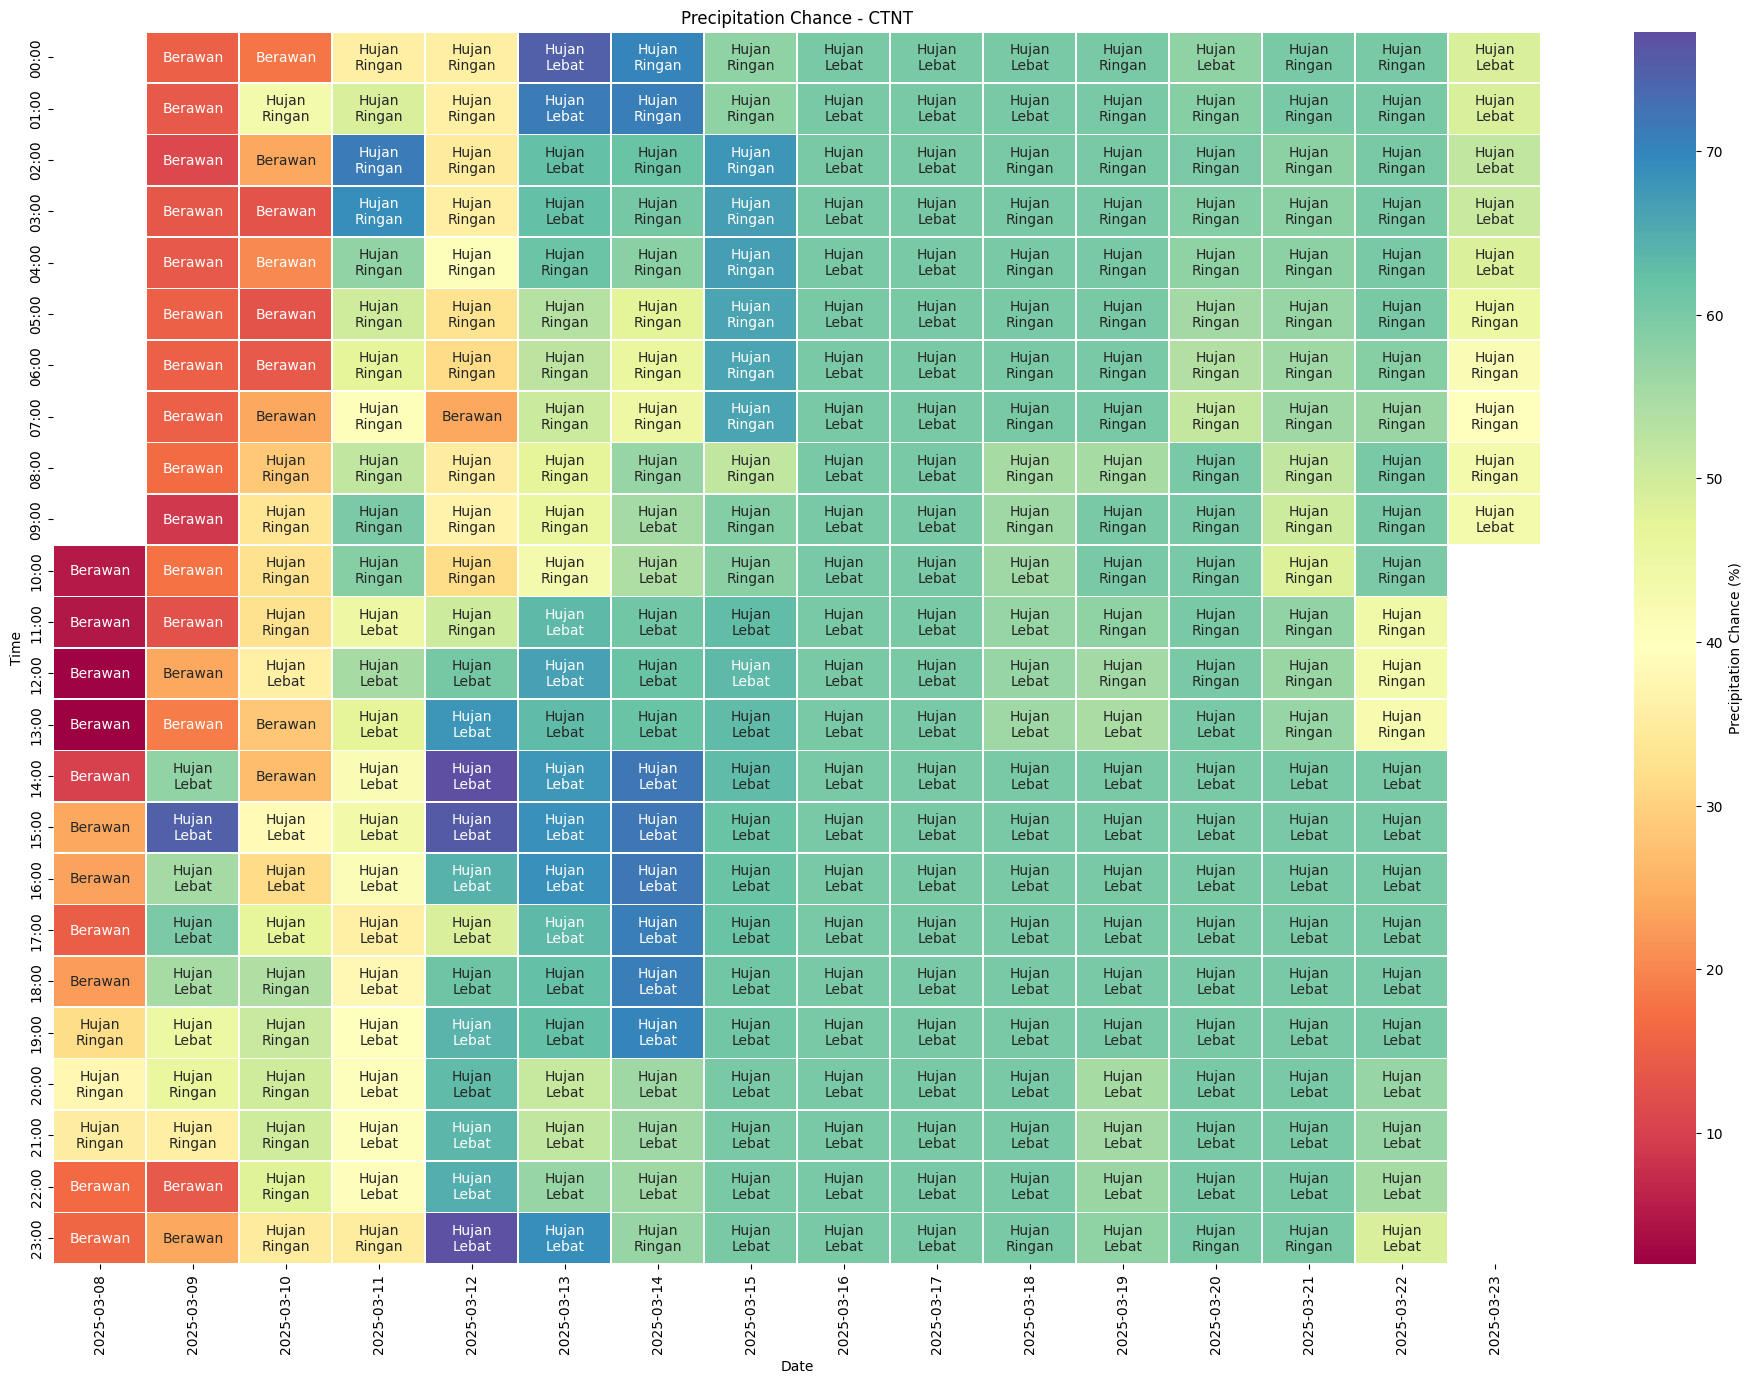 Precipitation Chance - CTNT
00:00 Berawan Berawan Hujan Ringan Hujan Ringan Hujan Lebat Hujan Ringan Hujan Ringan Hujan Lebat Hujan Lebat Hujan Lebat Hujan Ringan Hujan Lebat Hujan Ringan Hujan Ringan Hujan Lebat
01:00 Berawan Hujan Ringan Hujan Ringan Hujan Ringan Hujan Lebat Hujan Ringan Hujan Ringan Hujan Lebat Hujan Lebat Hujan Lebat Hujan Ringan Hujan Ringan Hujan Ringan Hujan Ringan Hujan Lebat
02:00 Berawan Berawan Hujan Ringan Hujan Ringan Hujan Lebat Hujan Ringan Hujan Ringan Hujan Lebat Hujan Lebat Hujan Ringan Hujan Ringan Hujan Ringan Hujan Ringan Hujan Ringan Hujan Lebat
03:00 Berawan Berawan Hujan Ringan Hujan Ringan Hujan Lebat Hujan Ringan Hujan Ringan Hujan Lebat Hujan Lebat Hujan Ringan Hujan Ringan Hujan Ringan Hujan Ringan Hujan Ringan Hujan Lebat
04:00 Berawan Berawan Hujan Ringan Hujan Ringan Hujan Ringan Hujan Ringan Hujan Ringan Hujan Lebat Hujan Lebat Hujan Ringan Hujan Ringan Hujan Ringan Hujan Ringan Hujan Ringan Hujan Lebat
05:00 Berawan Berawan Hujan Ringan Hujan Ringan Hujan Ringan Hujan Ringan Hujan Ringan Hujan Lebat Hujan Lebat Hujan Ringan Hujan Ringan Hujan Ringan Hujan Ringan Hujan Ringan Hujan Ringan
06:00 Berawan Berawan Hujan Ringan Hujan Ringan Hujan Ringan Hujan Ringan Hujan Ringan Hujan Lebat Hujan Lebat Hujan Ringan Hujan Ringan Hujan Ringan Hujan Ringan Hujan Ringan Hujan Ringan
07:00 Berawan Berawan Hujan Ringan Berawan Hujan Ringan Hujan Ringan Hujan Ringan Hujan Lebat Hujan Lebat Hujan Ringan Hujan Ringan Hujan Ringan Hujan Ringan Hujan Ringan Hujan Ringan
08:00 Berawan Hujan Ringan Hujan Ringan Hujan Ringan Hujan Ringan Hujan Ringan Hujan Ringan Hujan Lebat Hujan Lebat Hujan Ringan Hujan Ringan Hujan Ringan Hujan Ringan Hujan Ringan Hujan Ringan
09:00 Berawan Hujan Ringan Hujan Ringan Hujan Ringan Hujan Ringan Hujan Lebat Hujan Ringan Hujan Lebat Hujan Lebat Hujan Ringan Hujan Ringan Hujan Ringan Hujan Ringan Hujan Ringan Hujan Lebat
10:00 Berawan Berawan Hujan Ringan Hujan Ringan Hujan Ringan Hujan Ringan Hujan Lebat Hujan Ringan Hujan Lebat Hujan Lebat Hujan Lebat Hujan Ringan Hujan Ringan Hujan Ringan Hujan Ringan
11:00 Berawan Berawan Hujan Ringan Hujan Lebat Hujan Ringan Hujan Lebat Hujan Lebat Hujan Lebat Hujan Lebat Hujan Lebat Hujan Lebat Hujan Ringan Hujan Ringan Hujan Ringan Hujan Ringan
12:00 Berawan Berawan Hujan Lebat Hujan Lebat Hujan Lebat Hujan Lebat Hujan Lebat Hujan Lebat Hujan Lebat Hujan Lebat Hujan Lebat Hujan Ringan Hujan Ringan Hujan Ringan Hujan Ringan
13:00 Berawan Berawan Berawan Hujan Lebat Hujan Lebat Hujan Lebat Hujan Lebat Hujan Lebat Hujan Lebat Hujan Lebat Hujan Lebat Hujan Lebat Hujan Lebat Hujan Ringan Hujan Ringan
14:00 Berawan Hujan Lebat Berawan Hujan Lebat Hujan Lebat Hujan Lebat Hujan Lebat Hujan Lebat Hujan Lebat Hujan Lebat Hujan Lebat Hujan Lebat Hujan Lebat Hujan Lebat Hujan Lebat
15:00 Berawan Hujan Lebat Hujan Lebat Hujan Lebat Hujan Lebat Hujan Lebat Hujan Lebat Hujan Lebat Hujan Lebat Hujan Lebat Hujan Lebat Hujan Lebat Hujan Lebat Hujan Lebat Hujan Lebat
16:00 Berawan Hujan Lebat Hujan Lebat Hujan Lebat Hujan Lebat Hujan Lebat Hujan Lebat Hujan Lebat Hujan Lebat Hujan Lebat Hujan Lebat Hujan Lebat Hujan Lebat Hujan Lebat Hujan Lebat
17:00 Berawan Hujan Lebat Hujan Lebat Hujan Lebat Hujan Lebat Hujan Lebat Hujan Lebat Hujan Lebat Hujan Lebat Hujan Lebat Hujan Lebat Hujan Lebat Hujan Lebat Hujan Lebat Hujan Lebat
18:00 Berawan Hujan Lebat Hujan Ringan Hujan Lebat Hujan Lebat Hujan Lebat Hujan Lebat Hujan Lebat Hujan Lebat Hujan Lebat Hujan Lebat Hujan Lebat Hujan Lebat Hujan Lebat Hujan Lebat
19:00 Hujan Ringan Hujan Lebat Hujan Ringan Hujan Lebat Hujan Lebat Hujan Lebat Hujan Lebat Hujan Lebat Hujan Lebat Hujan Lebat Hujan Lebat Hujan Lebat Hujan Lebat Hujan Lebat Hujan Lebat
20:00 Hujan Ringan Hujan Ringan Hujan Ringan Hujan Lebat Hujan Lebat Hujan Lebat Hujan Lebat Hujan Lebat Hujan Lebat Hujan Lebat Hujan Lebat Hujan Lebat Hujan Lebat Hujan Lebat Hujan Lebat
21:00 Hujan Ringan Hujan Ringan Hujan Ringan Hujan Lebat Hujan Lebat Hujan Lebat Hujan Lebat Hujan Lebat Hujan Lebat Hujan Lebat Hujan Lebat Hujan Lebat Hujan Lebat Hujan Lebat Hujan Lebat
22:00 Berawan Berawan Hujan Ringan Hujan Lebat Hujan Lebat Hujan Lebat Hujan Lebat Hujan Lebat Hujan Lebat Hujan Lebat Hujan Lebat Hujan Lebat Hujan Lebat Hujan Lebat Hujan Lebat
23:00 Berawan Berawan Hujan Ringan Hujan Ringan Hujan Lebat Hujan Lebat Hujan Ringan Hujan Lebat Hujan Lebat Hujan Lebat Hujan Ringan Hujan Lebat Hujan Ringan Hujan Ringan Hujan Lebat
Time
2025-03-08 2025-03-09 2025-03-10 2025-03-11 2025-03-12 2025-03-13 2025-03-14 2025-03-15 2025-03-16 2025-03-17 2025-03-18 2025-03-19 2025-03-20 2025-03-21 2025-03-22 2025-03-23
Date
70
60
50
40
30
20
10
Precipitation Chance (%)